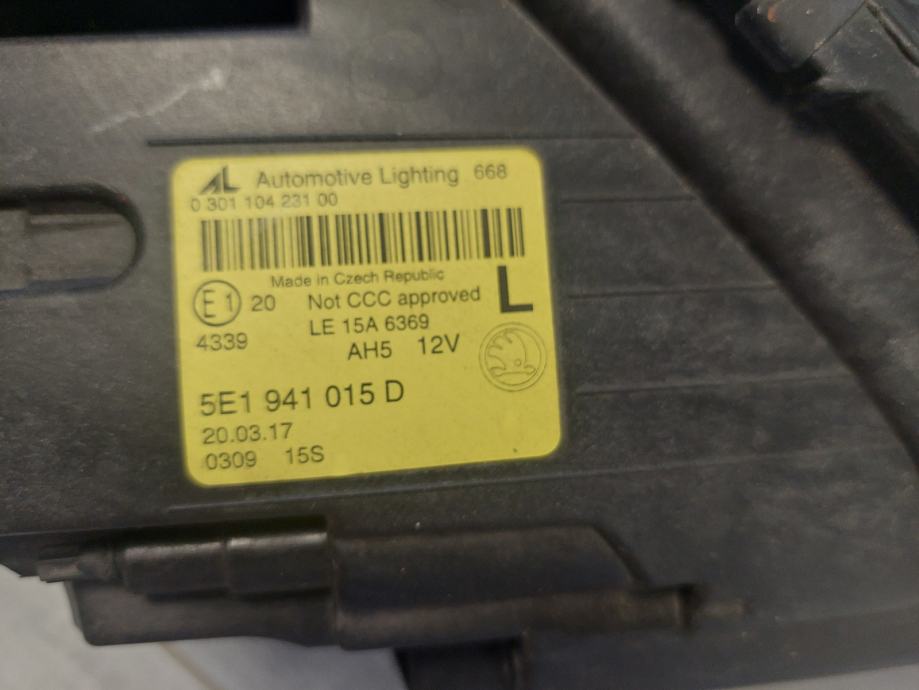 AL Automotive Lighting 668
0 301 104 231 00
Made in Czech Republic
E1 20 Not CCC approved L
LE 15A 6369
4339
AH5 12V
5E1 941 015 D
20.03.17
0309 15S